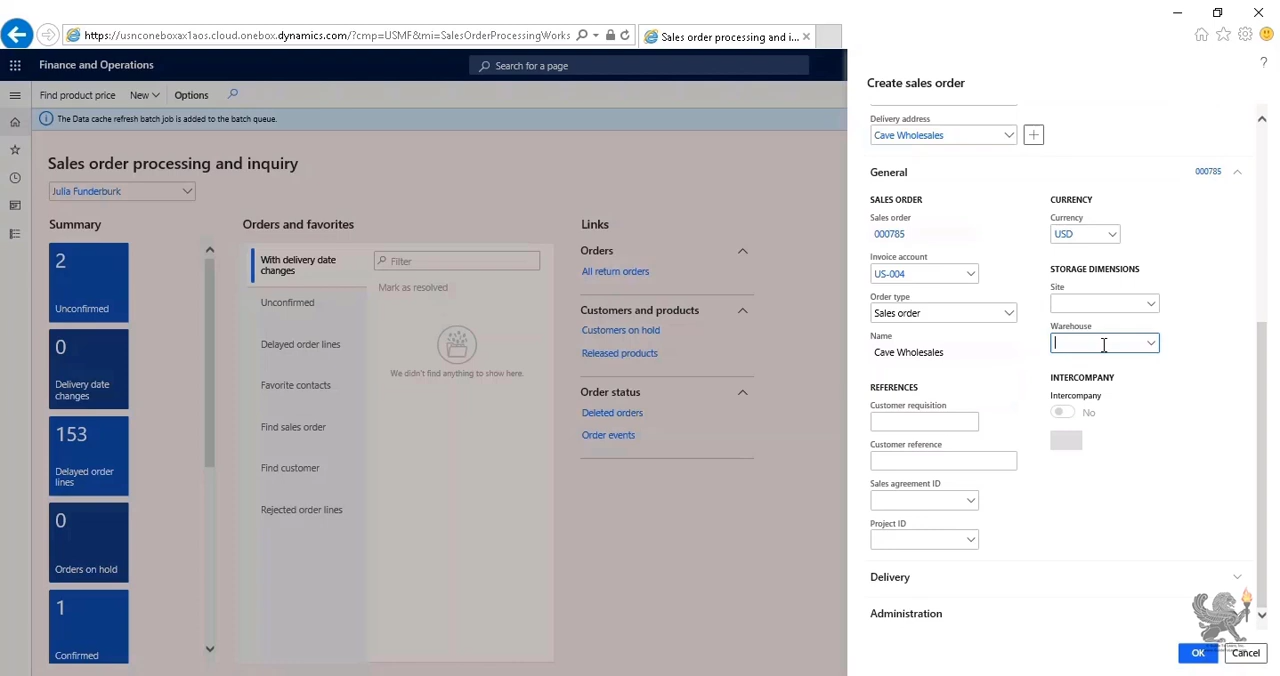 https://usnconeboxax1aos.cloud.onebox.dynamics.com/?cmp=USMF&mi=SalesOrderProcessingWorks
Sales order processing and i...
Finance and Operations
Search for a page
Find product price
New
Options
The Data cache refresh batch job is added to the batch queue.
Sales order processing and inquiry
Julia Funderburk
Summary
2
Unconfirmed
0
Delivery date
changes
153
Delayed order
lines
0
Orders on hold
1
Confirmed
Orders and favorites
With delivery date
changes
Unconfirmed
Delayed order lines
Favorite contacts
Find sales order
Find customer
Rejected order lines
Filter
Mark as resolved
We didn't find anything to show here.
Links
Orders
All return orders
Customers and products
Customers on hold
Released products
Order status
Deleted orders
Order events
?
Create sales order
Delivery address
Cave Wholesales
General
000785
SALES ORDER
Sales order
000785
Invoice account
US-004
Order type
Sales order
Name
Cave Wholesales
REFERENCES
Customer requisition
Customer reference
Sales agreement ID
Project ID
CURRENCY
Currency
USD
STORAGE DIMENSIONS
Site
Warehouse
INTERCOMPANY
Intercompany
No
Delivery
Administration
OK
Cancel